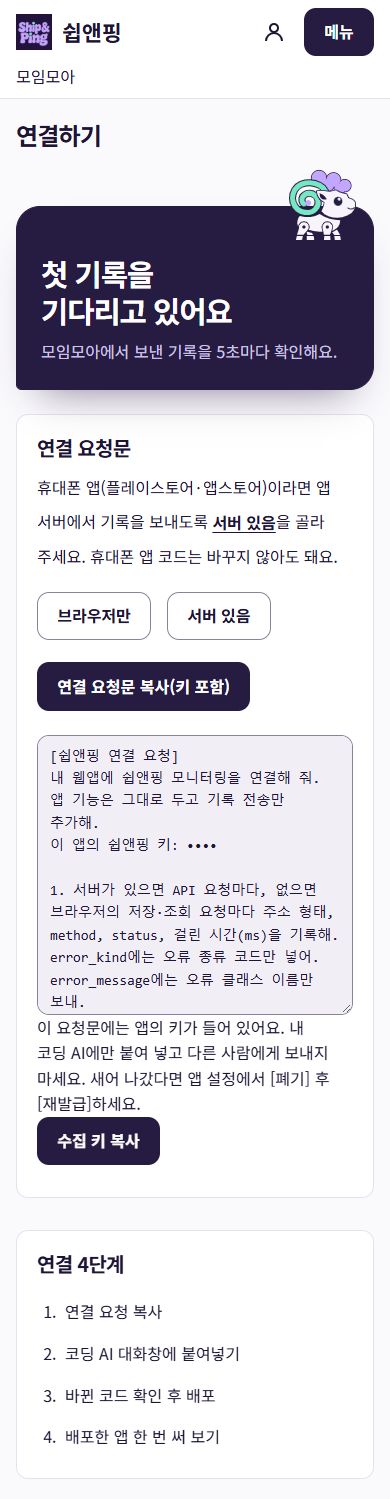 Ship&
Ping
쉽앤핑
메뉴
모임모아
연결하기
첫 기록을
기다리고 있어요
모임모아에서 보낸 기록을 5초마다 확인해요.
연결 요청문
휴대폰 앱(플레이스토어·앱스토어)이라면 앱
서버에서 기록을 보내도록 서버 있음을 골라
주세요. 휴대폰 앱 코드는 바꾸지 않아도 돼요.
브라우저만
서버 있음
연결 요청문 복사(키 포함)
[쉽앤핑 연결 요청]
내 웹앱에 쉽앤핑 모니터링을 연결해 줘.
앱 기능은 그대로 두고 기록 전송만
추가해.
이 앱의 쉽앤핑 키: ••••
1. 서버가 있으면 API 요청마다, 없으면
브라우저의 저장·조회 요청마다 주소 형태,
method, status, 걸린 시간(ms)을 기록해.
error_kind에는 오류 종류 코드만 넣어.
error_message에는 오류 클래스 이름만
보내.
이 요청문에는 앱의 키가 들어 있어요. 내
코딩 AI에만 붙여 넣고 다른 사람에게 보내지
마세요. 새어 나갔다면 앱 설정에서 [폐기] 후
[재발급]하세요.
수집 키 복사
연결 4단계
1. 연결 요청 복사
2. 코딩 AI 대화창에 붙여넣기
3. 바뀐 코드 확인 후 배포
4. 배포한 앱 한 번 써 보기